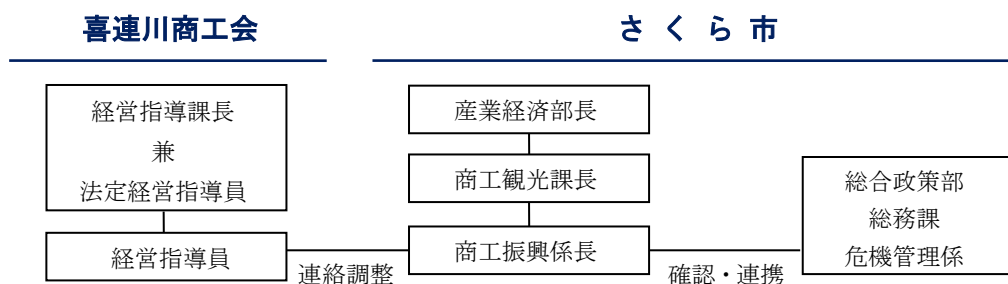 喜連川商工会
さくら市
経営指導課長
兼
法定経営指導員
経営指導員
連絡調整
産業経済部長
商工観光課長
商工振興係長
確認・連携
総合政策部
総務課
危機管理係